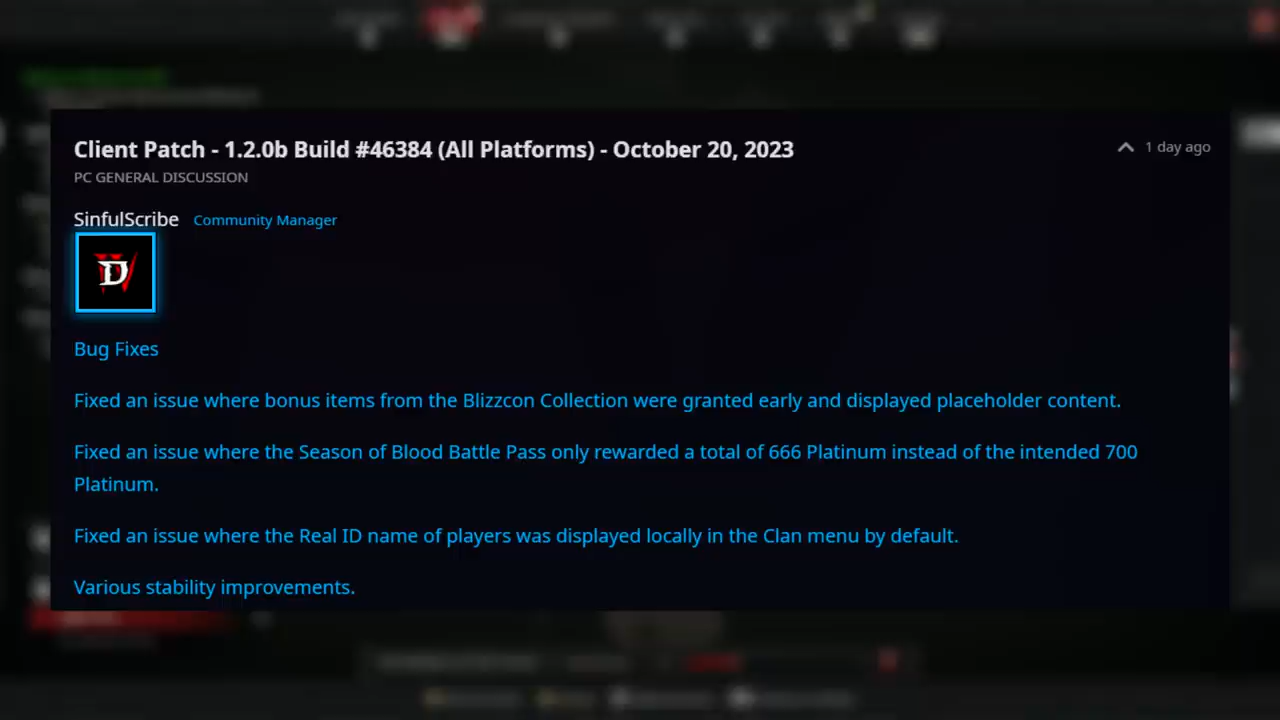 Client Patch - 1.2.0b Build #46384 (All Platforms) - October 20, 2023
1 day ago
PC GENERAL DISCUSSION
SinfulScribe Community Manager
D
Bug Fixes
Fixed an issue where bonus items from the Blizzcon Collection were granted early and displayed placeholder content.
Fixed an issue where the Season of Blood Battle Pass only rewarded a total of 666 Platinum instead of the intended 700
Platinum.
Fixed an issue where the Real ID name of players was displayed locally in the Clan menu by default.
Various stability improvements.